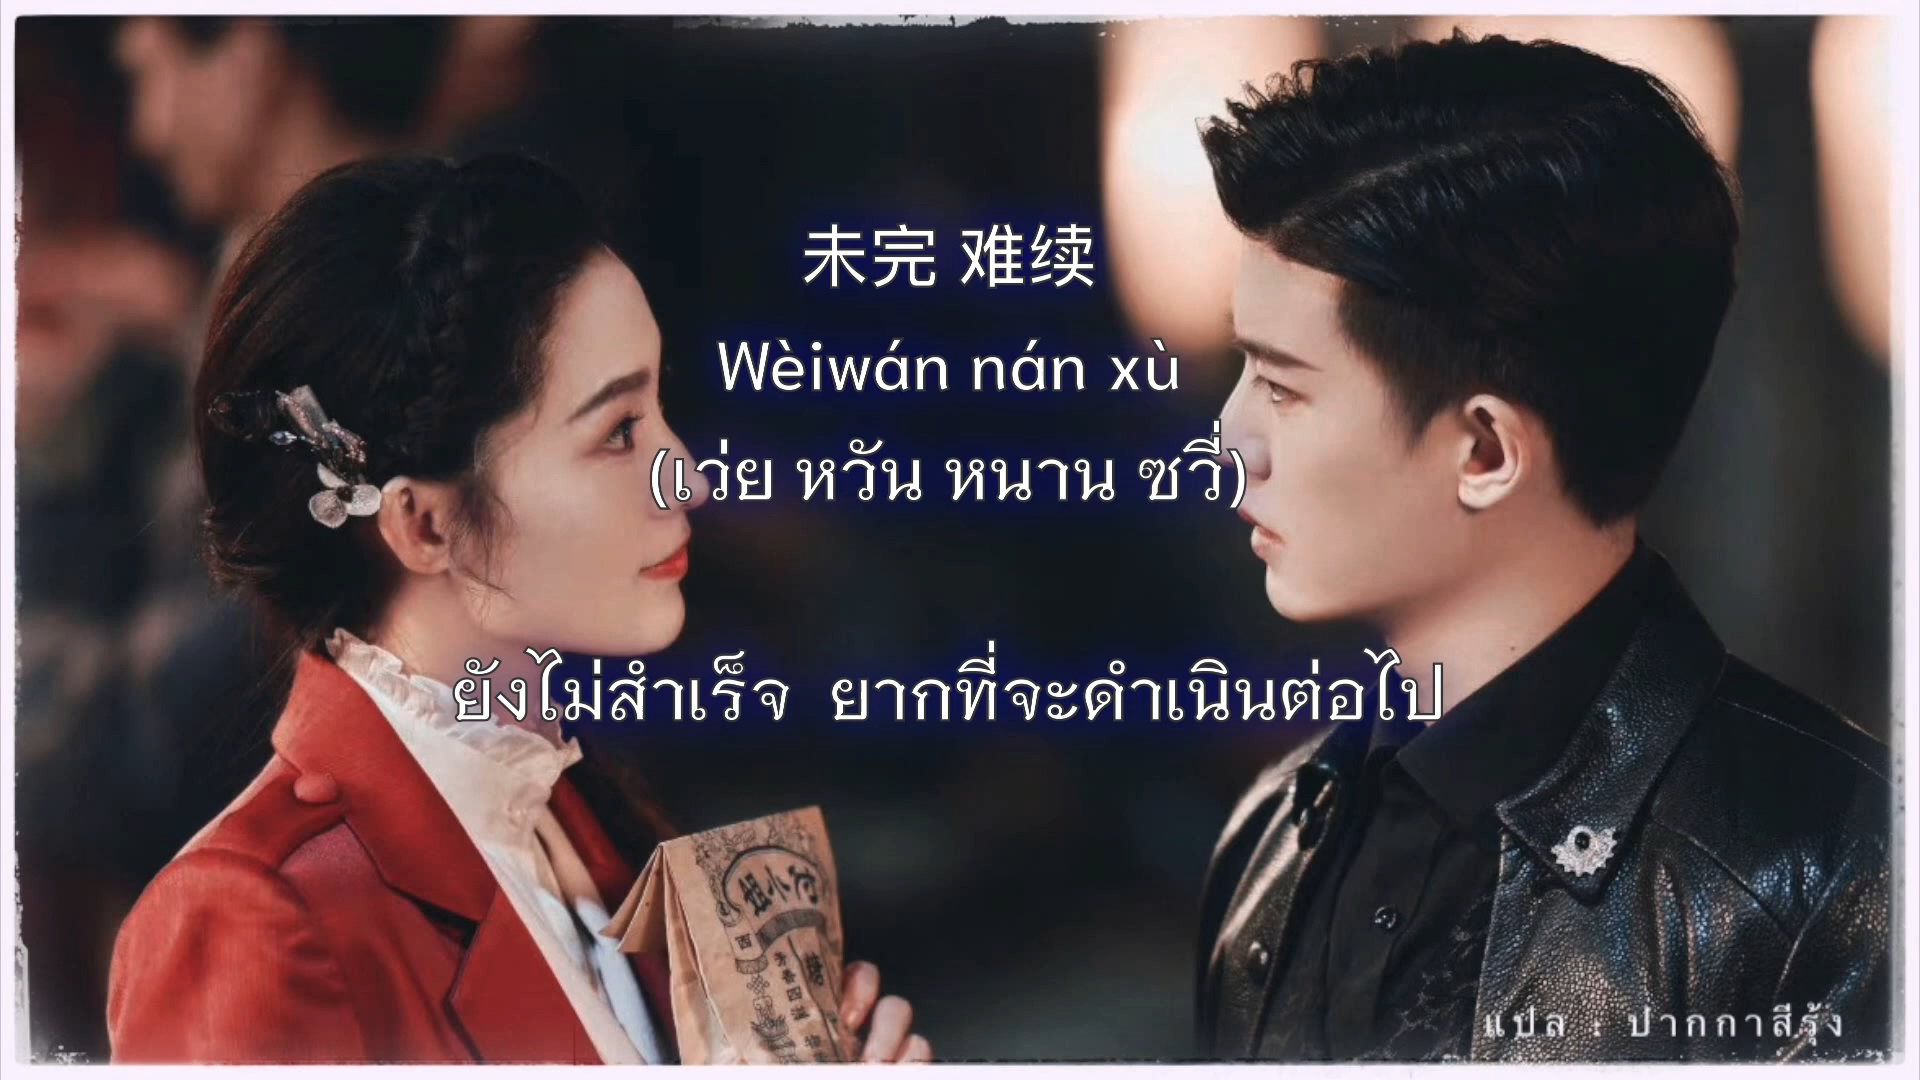 未完 难续
Wèiwán nán xù
(เว่ย หวัน หนาน ซวี่)
ยังไม่สำเร็จ ยากที่จะดำเนินต่อไป
แปล : ปากกาสีรุ้ง